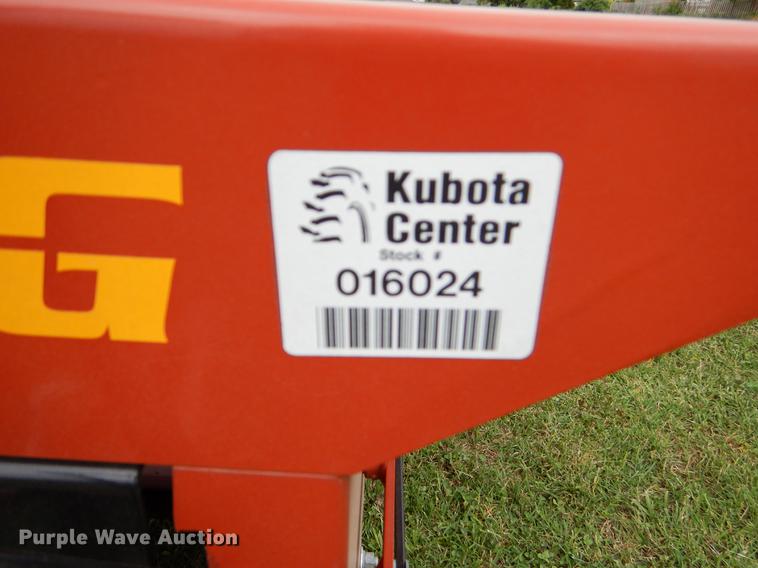 G
Kubota
Center
Stock #
016024
Purple Wave Auction